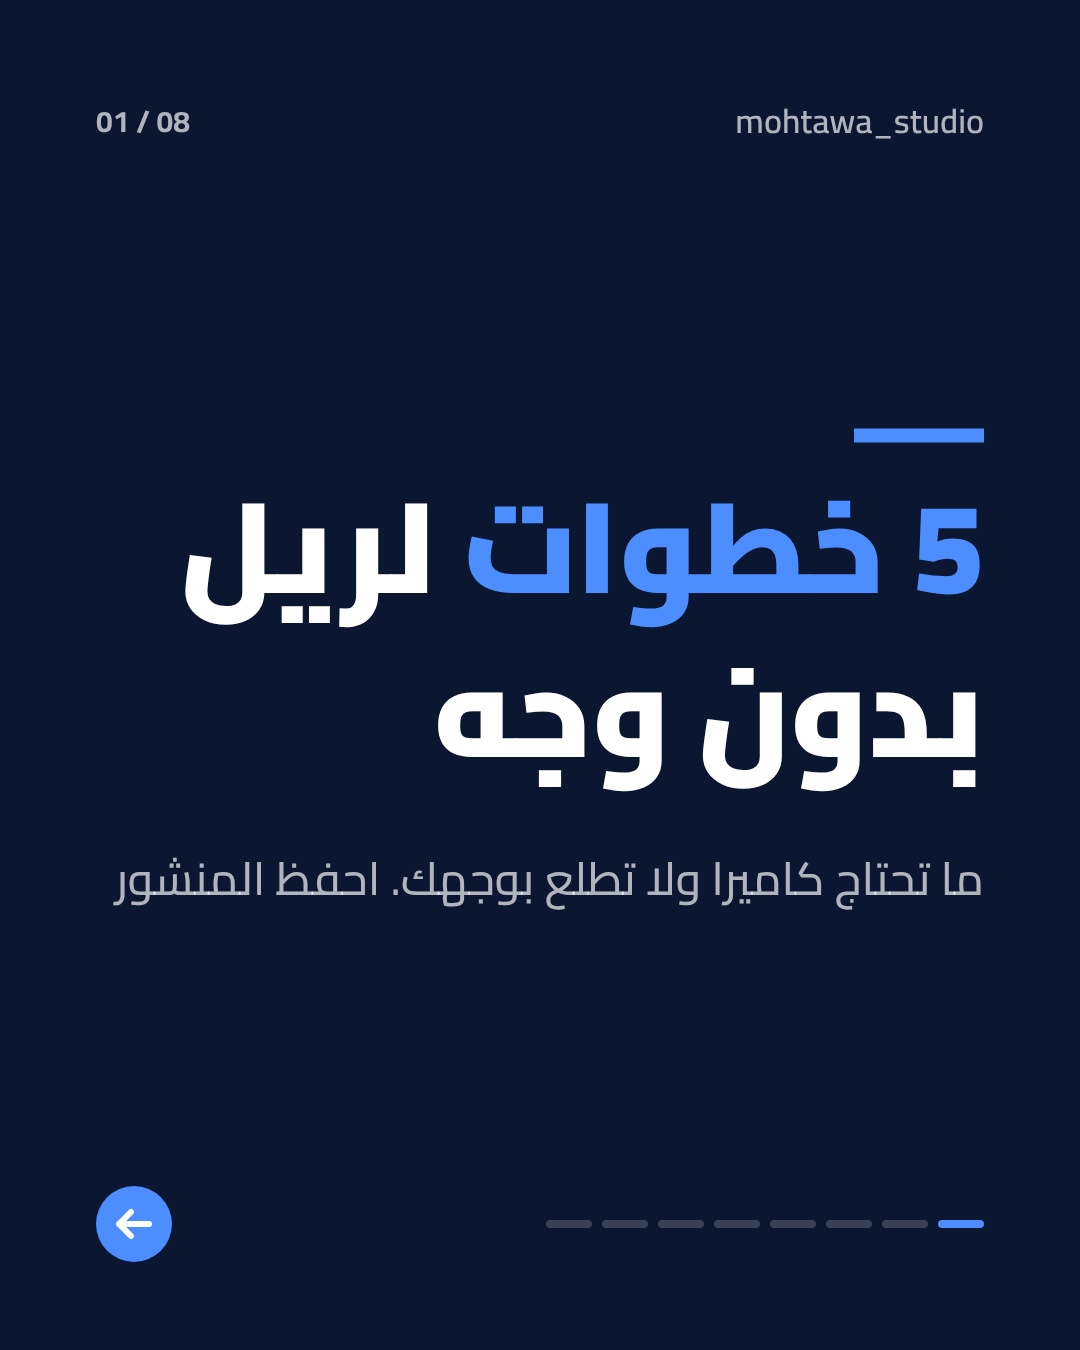 mohtawa_studio
01 / 08
5 خطوات لريل
بدون وجه
ما تحتاج كاميرا ولا تطلع بوجهك. احفظ المنشور